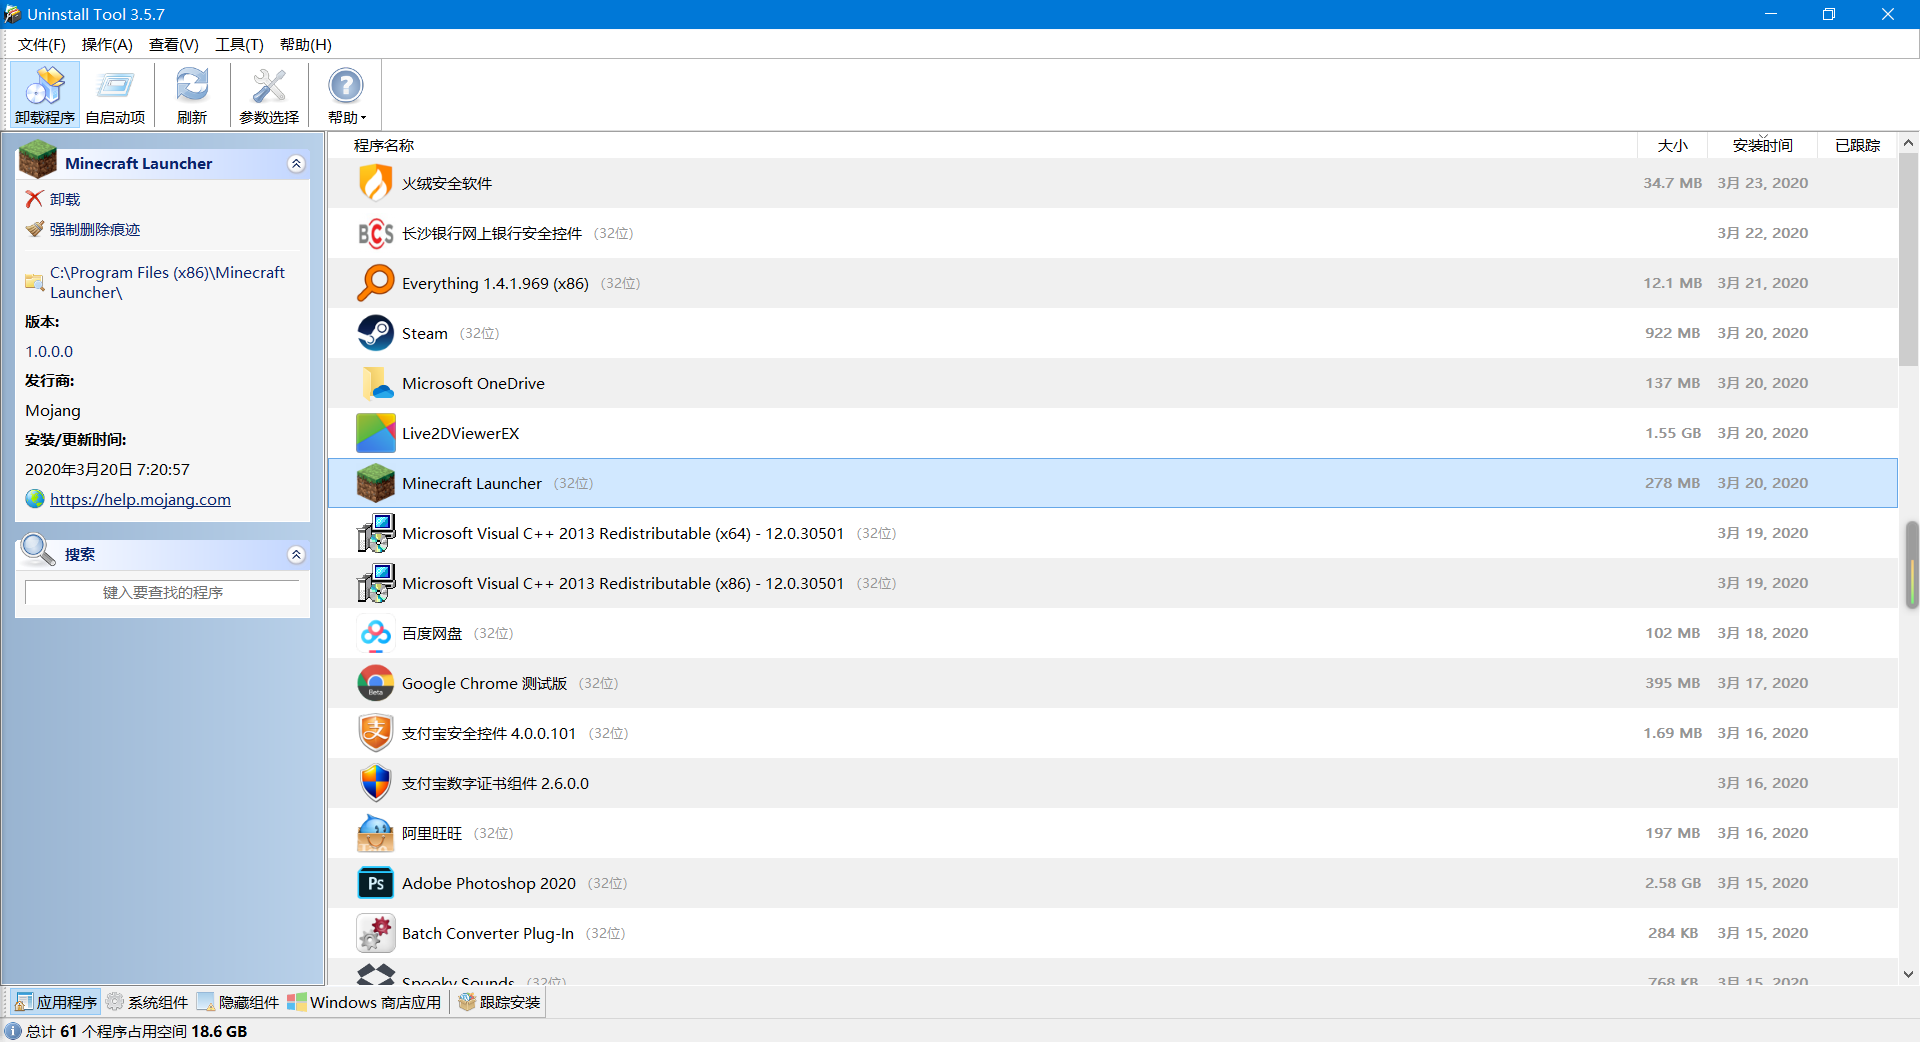 Uninstall Tool 3.5.7
文件(F) 操作(A) 查看(V) 工具(T) 帮助(H)
卸载程序 自启动项 刷新 参数选择 帮助
Minecraft Launcher
卸载
强制删除痕迹
C:\Program Files (x86)\Minecraft
Launcher\
版本:
1.0.0.0
发行商:
Mojang
安装/更新时间:
2020年3月20日 7:20:57
https://help.mojang.com
搜索
键入要查找的程序
程序名称 大小 安装时间 已跟踪
火绒安全软件 34.7 MB 3月 23, 2020
BCS 长沙银行网上银行安全控件 (32位) 3月 22, 2020
Everything 1.4.1.969 (x86) (32位) 12.1 MB 3月 21, 2020
Steam (32位) 922 MB 3月 20, 2020
Microsoft OneDrive 137 MB 3月 20, 2020
Live2DViewerEX 1.55 GB 3月 20, 2020
Minecraft Launcher (32位) 278 MB 3月 20, 2020
Microsoft Visual C++ 2013 Redistributable (x64) - 12.0.30501 (32位) 3月 19, 2020
Microsoft Visual C++ 2013 Redistributable (x86) - 12.0.30501 (32位) 3月 19, 2020
百度网盘 (32位) 102 MB 3月 18, 2020
Beta Google Chrome 测试版 (32位) 395 MB 3月 17, 2020
支 支付宝安全控件 4.0.0.101 (32位) 1.69 MB 3月 16, 2020
支付宝数字证书组件 2.6.0.0 3月 16, 2020
阿里旺旺 (32位) 197 MB 3月 16, 2020
Ps Adobe Photoshop 2020 (32位) 2.58 GB 3月 15, 2020
Batch Converter Plug-In (32位) 284 KB 3月 15, 2020
Spooky Sounds (32位) 768 KB 3月 15, 2020
应用程序 系统组件 隐藏组件 Windows 商店应用 跟踪安装
总计 61 个程序占用空间 18.6 GB